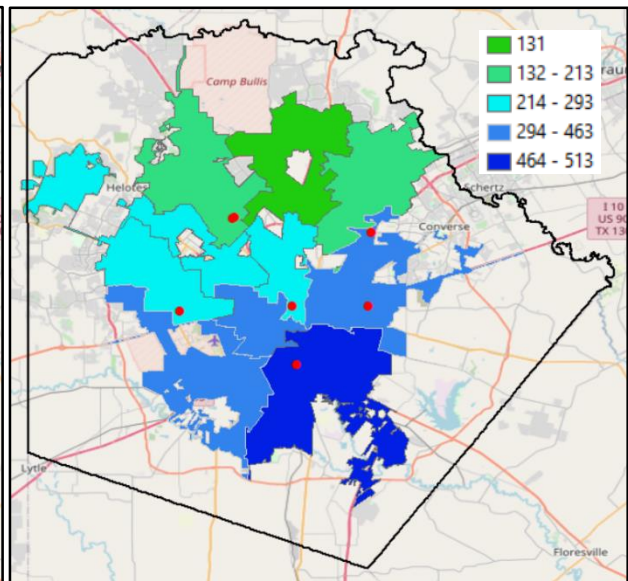 131
132 - 213
214 - 293
294 - 463
464 - 513
Camp Bullis
Helotes
Schertz
Converse
I 10
US 90
TX 130
Lytle
Floresville